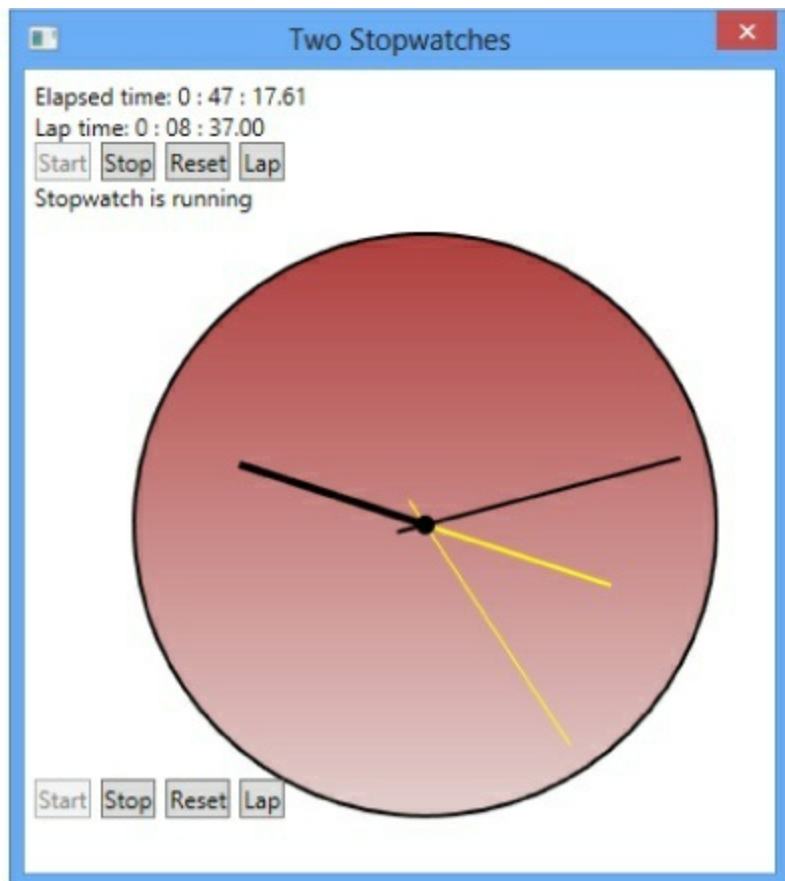 Two Stopwatches
Elapsed time: 0 : 47 : 17.61
Lap time: 0 : 08 : 37.00
Start Stop Reset Lap
Stopwatch is running
Start Stop Reset Lap